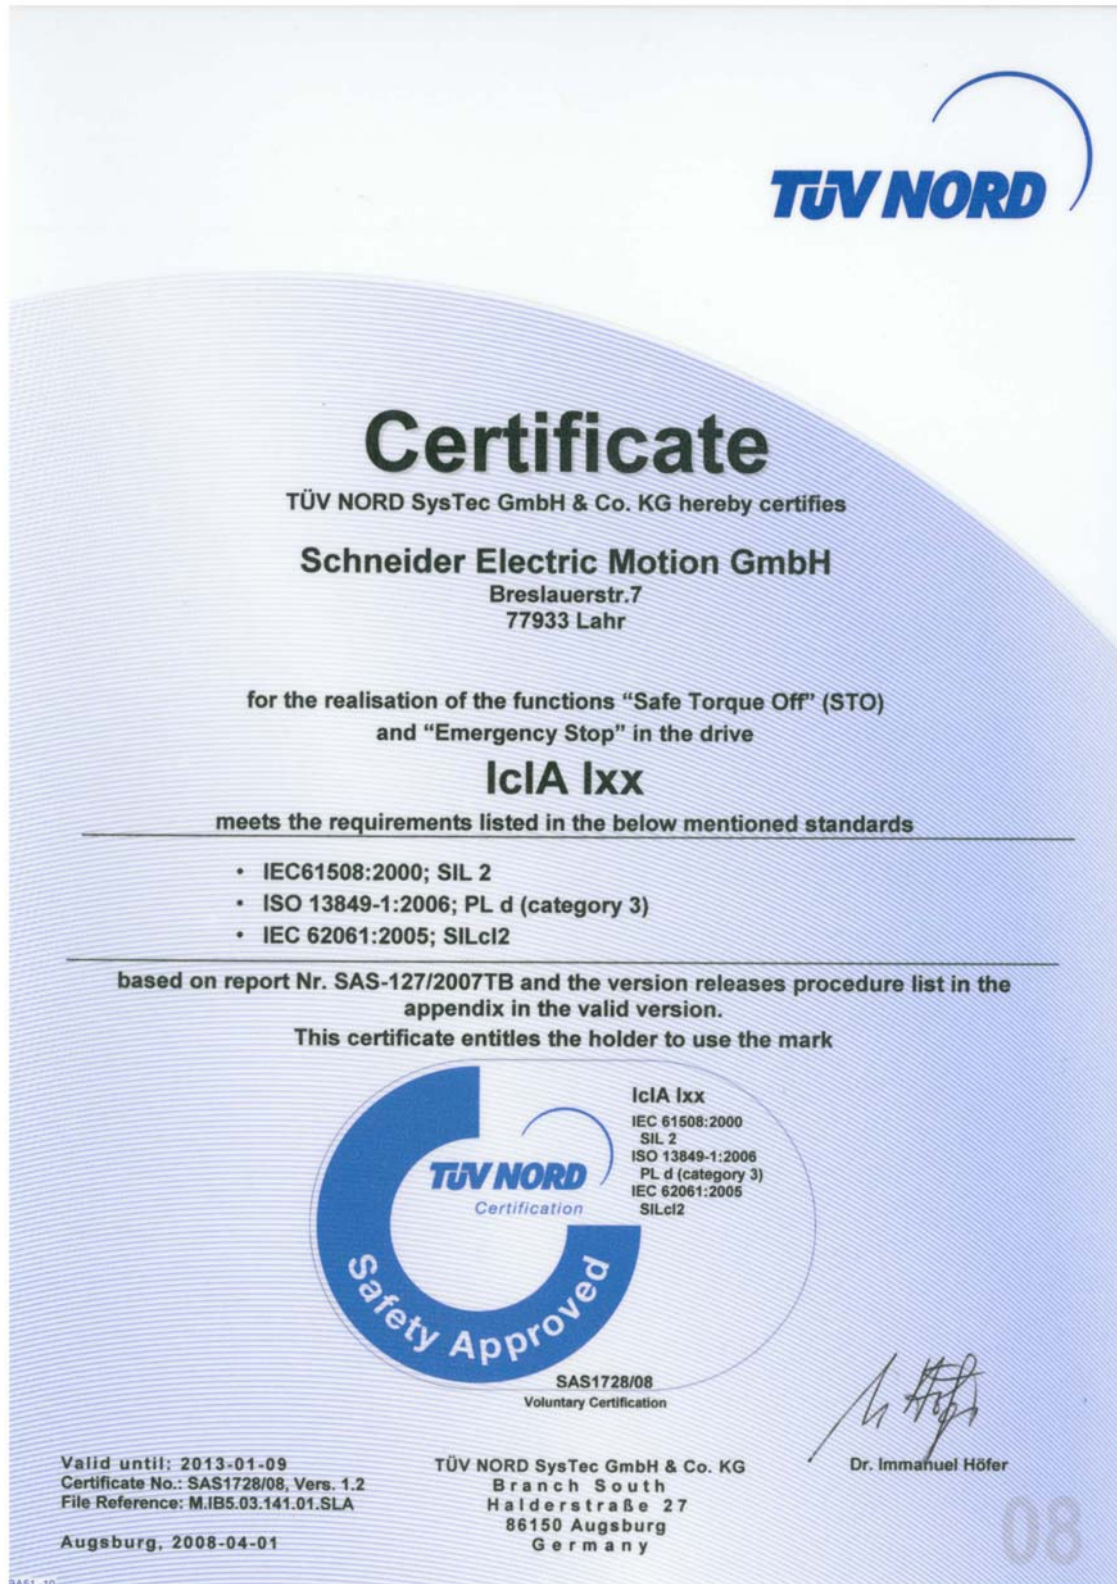 TÜV NORD
Certificate
TÜV NORD SysTec GmbH & Co. KG hereby certifies
Schneider Electric Motion GmbH
Breslauerstr.7
77933 Lahr
for the realisation of the functions “Safe Torque Off” (STO)
and “Emergency Stop” in the drive
IclA Ixx
meets the requirements listed in the below mentioned standards
• IEC61508:2000; SIL 2
• ISO 13849-1:2006; PL d (category 3)
• IEC 62061:2005; SILcl2
based on report Nr. SAS-127/2007TB and the version releases procedure list in the
appendix in the valid version.
This certificate entitles the holder to use the mark
TÜV NORD
Certification
Safety Approved
IclA Ixx
IEC 61508:2000
SIL 2
ISO 13849-1:2006
PL d (category 3)
IEC 62061:2005
SILcl2
SAS1728/08
Voluntary Certification
Valid until: 2013-01-09
Certificate No.: SAS1728/08, Vers. 1.2
File Reference: M.IB5.03.141.01.SLA
Augsburg, 2008-04-01
TÜV NORD SysTec GmbH & Co. KG
Branch South
Halderstraße 27
86150 Augsburg
Germany
Dr. Immanuel Höfer
08